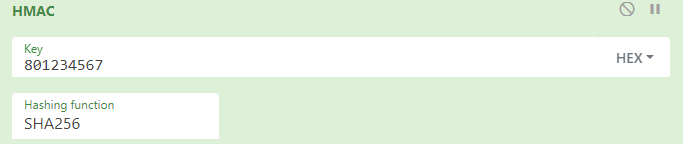 HMAC
Key
801234567
HEX
Hashing function
SHA256